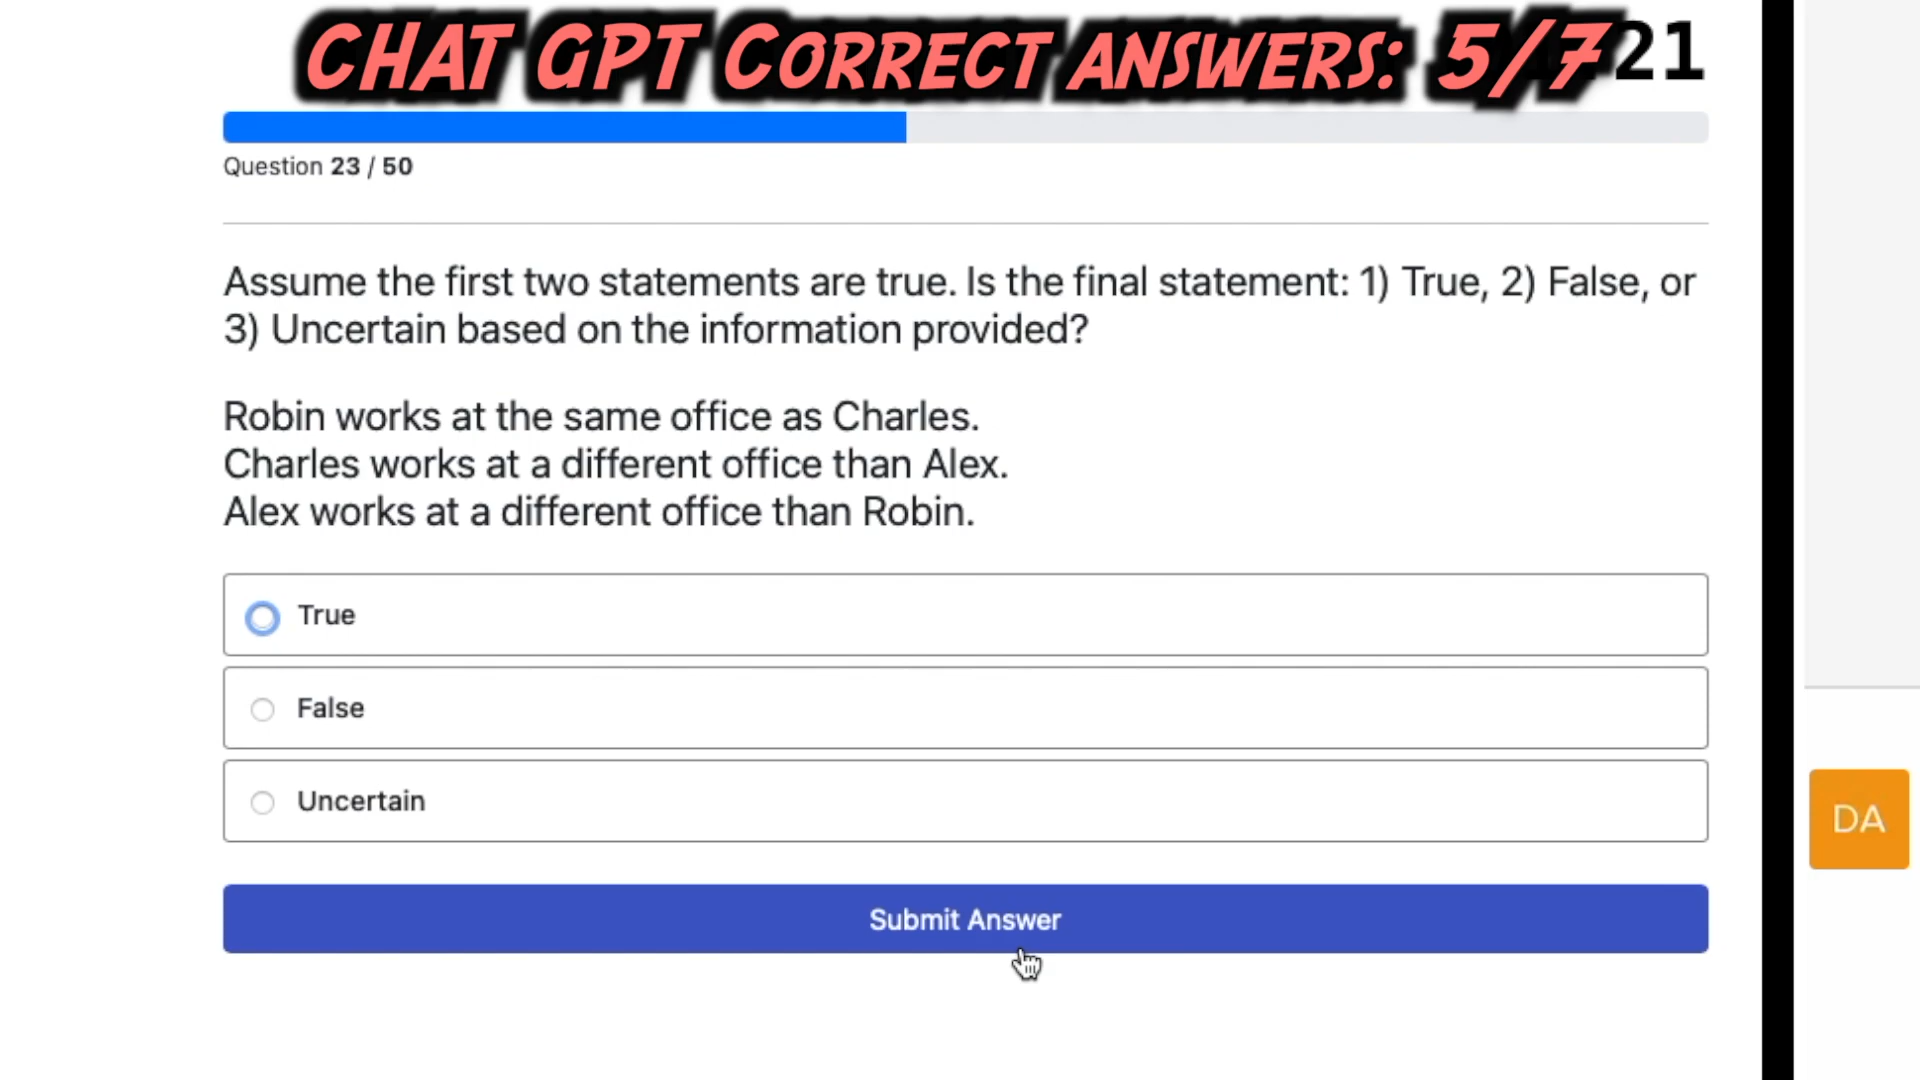 CHAT GPT CORRECT ANSWERS: 5/7
21
Question 23 / 50
Assume the first two statements are true. Is the final statement: 1) True, 2) False, or
3) Uncertain based on the information provided?
Robin works at the same office as Charles.
Charles works at a different office than Alex.
Alex works at a different office than Robin.
True
False
Uncertain
Submit Answer
DA